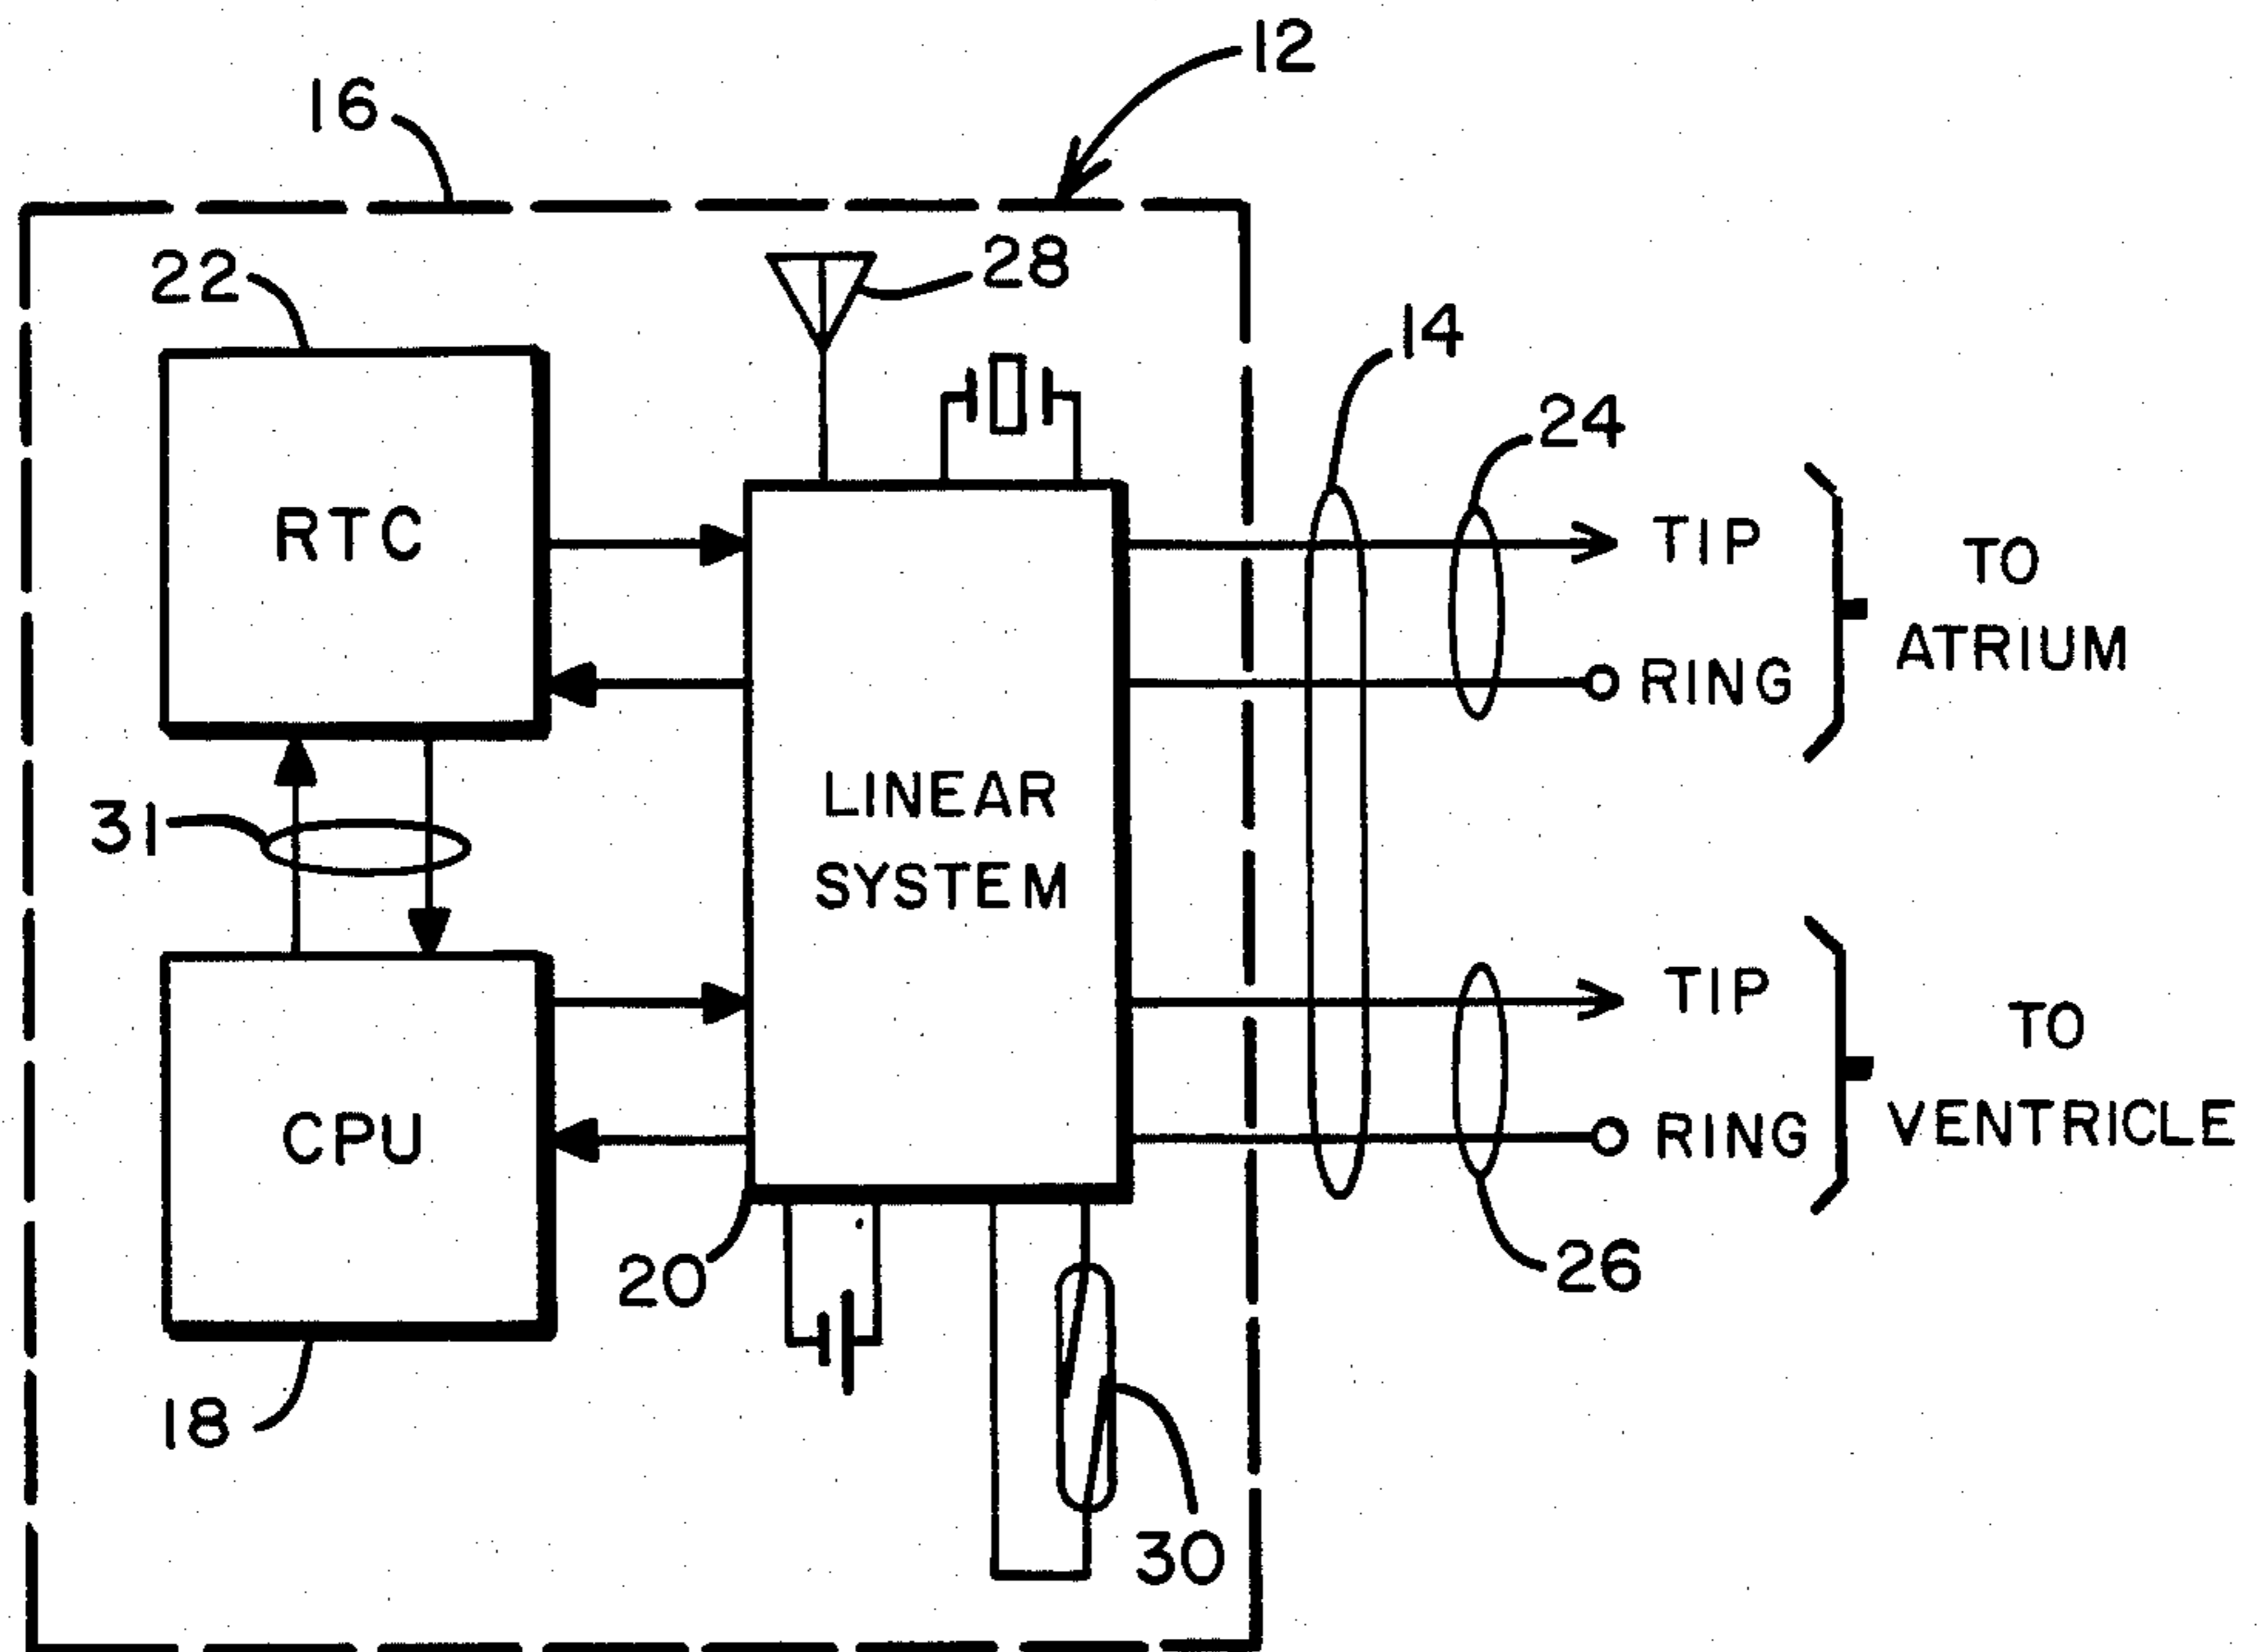 12
16
22
28
14
24
RTC
TIP
TO
ATRIUM
RING
31
LINEAR
SYSTEM
TIP
TO
VENTRICLE
RING
CPU
20
26
18
30